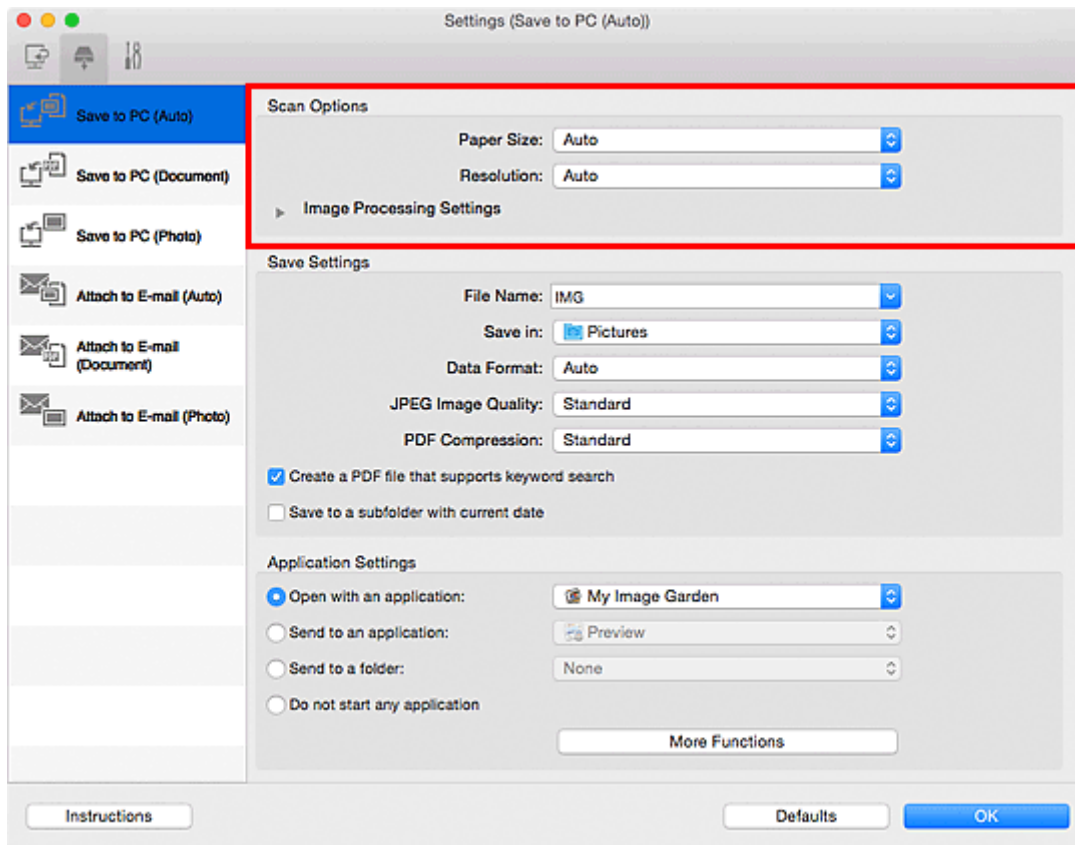 Settings (Save to PC (Auto))
Save to PC (Auto)
Save to PC (Document)
Save to PC (Photo)
Attach to E-mail (Auto)
Attach to E-mail
(Document)
Attach to E-mail (Photo)
Scan Options
Paper Size: Auto
Resolution: Auto
Image Processing Settings
Save Settings
File Name: IMG
Save in: Pictures
Data Format: Auto
JPEG Image Quality: Standard
PDF Compression: Standard
Create a PDF file that supports keyword search
Save to a subfolder with current date
Application Settings
Open with an application: My Image Garden
Send to an application: Preview
Send to a folder: None
Do not start any application
More Functions
Instructions
Defaults
OK